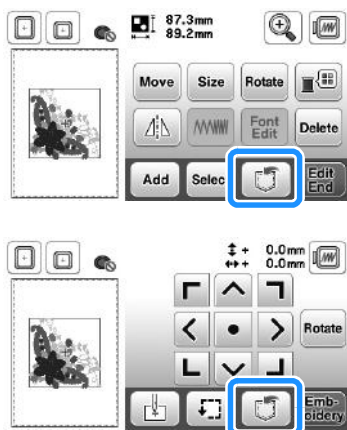 87.3mm
89.2mm
Move Size Rotate
Font Edit Delete
Add Selec Edit End
+ 0.0mm
+ 0.0mm
Rotate
Emb-
oidery